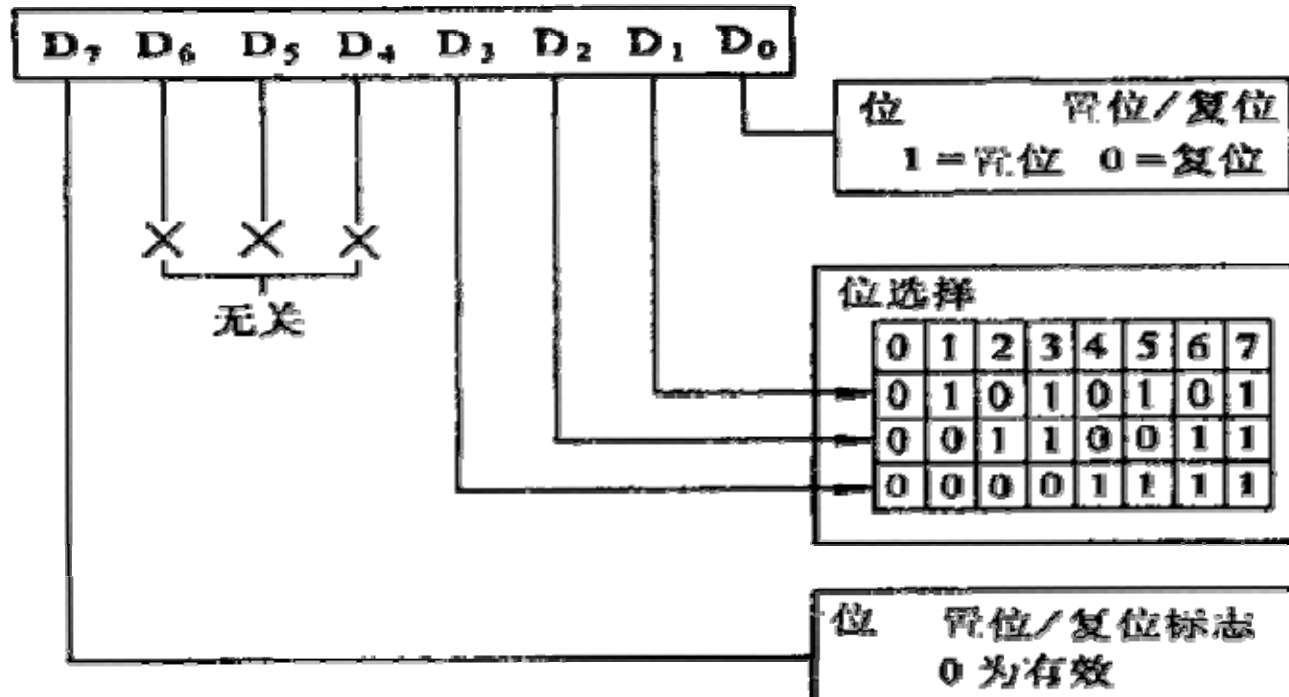 D₇ D₆ D₅ D₄ D₃ D₂ D₁ D₀
位 置位/复位
1=置位 0=复位
× × ×
无关
位选择
0 1 2 3 4 5 6 7
0 1 0 1 0 1 0 1
0 0 1 1 0 0 1 1
0 0 0 0 1 1 1 1
位 置位/复位标志
0为有效